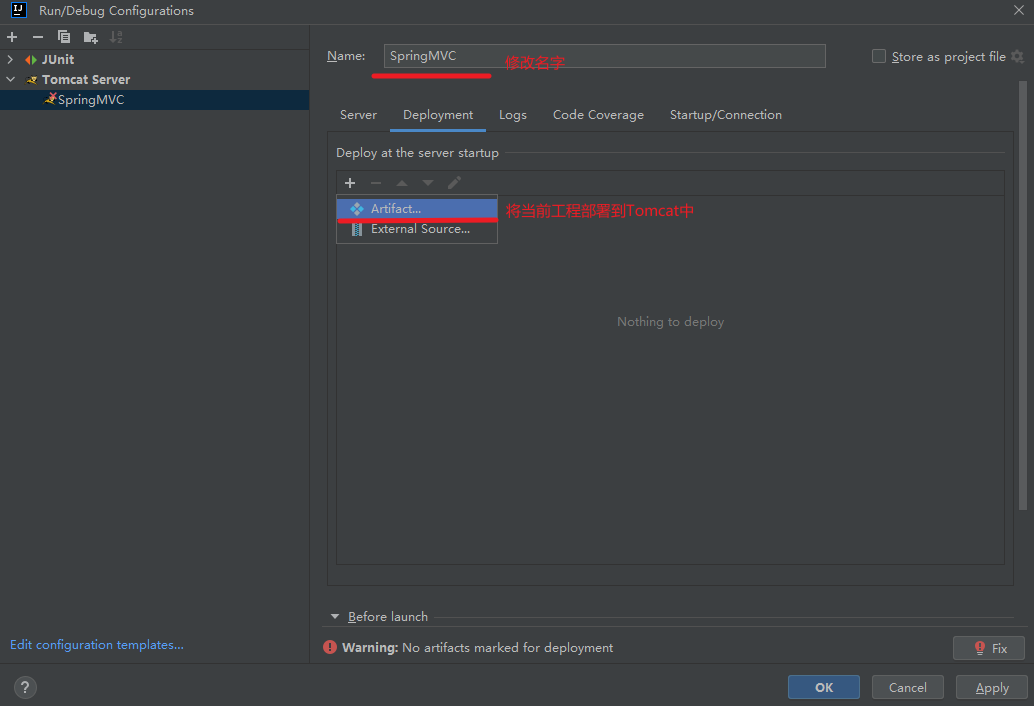 Run/Debug Configurations
JUnit
Tomcat Server
SpringMVC
Edit configuration templates...
Name:
SpringMVC
修改名字
Store as project file
Server
Deployment
Logs
Code Coverage
Startup/Connection
Deploy at the server startup
Artifact...
将当前工程部署到Tomcat中
External Source...
Nothing to deploy
Before launch
Warning: No artifacts marked for deployment
Fix
?
OK
Cancel
Apply